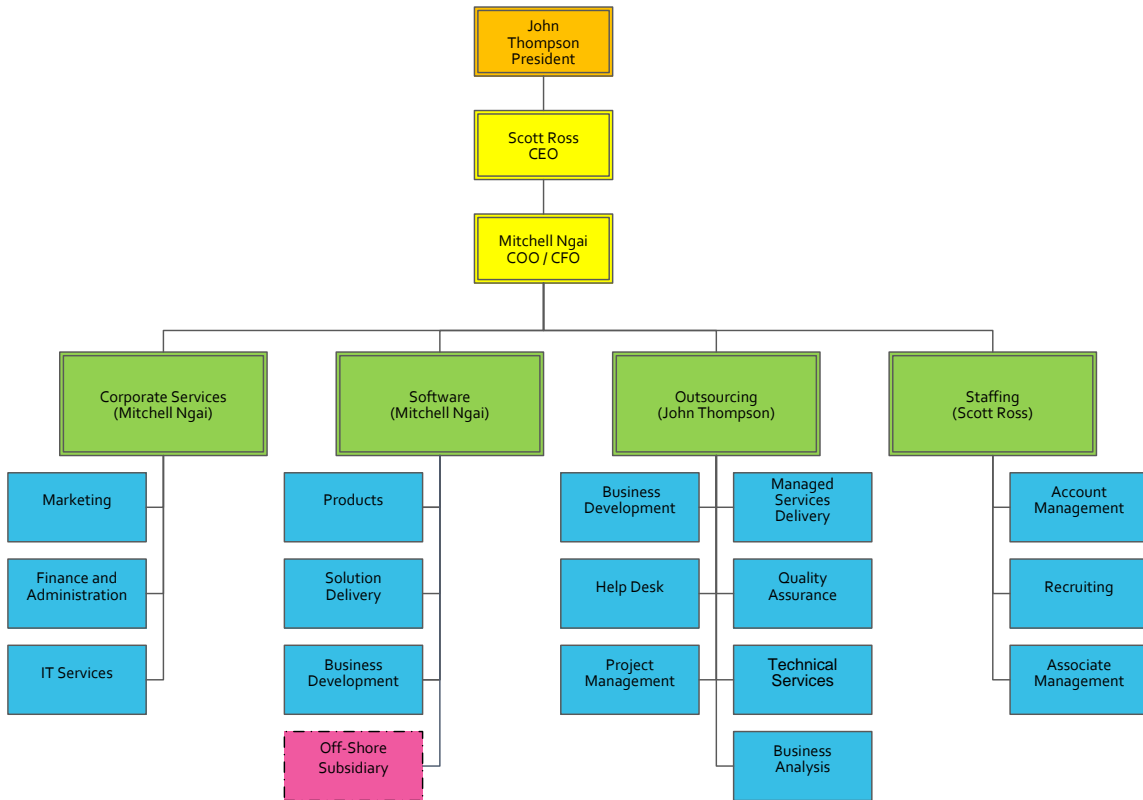 John
Thompson
President
Scott Ross
CEO
Mitchell Ngai
COO / CFO
Corporate Services
(Mitchell Ngai)
Software
(Mitchell Ngai)
Outsourcing
(John Thompson)
Staffing
(Scott Ross)
Marketing
Finance and
Administration
IT Services
Products
Solution
Delivery
Business
Development
Off-Shore
Subsidiary
Business
Development
Help Desk
Project
Management
Managed
Services
Delivery
Quality
Assurance
Technical
Services
Business
Analysis
Account
Management
Recruiting
Associate
Management